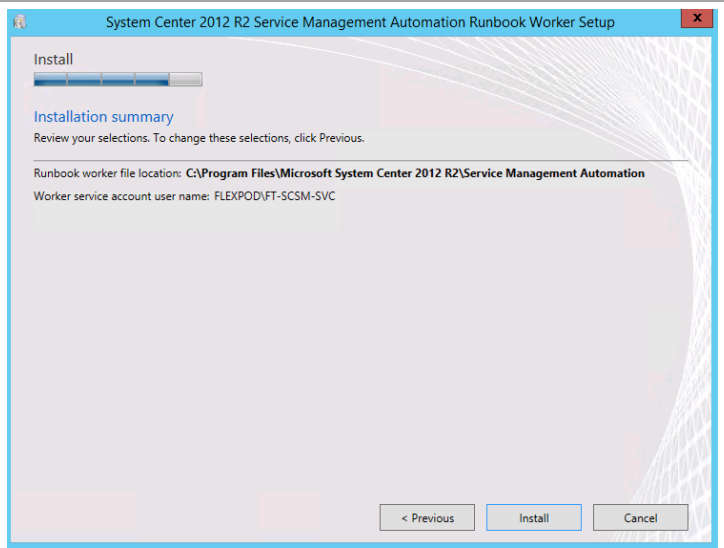 System Center 2012 R2 Service Management Automation Runbook Worker Setup
x
Install
Installation summary
Review your selections. To change these selections, click Previous.
Runbook worker file location: C:\Program Files\Microsoft System Center 2012 R2\Service Management Automation
Worker service account user name: FLEXPOD\FT-SCSM-SVC
< Previous
Install
Cancel